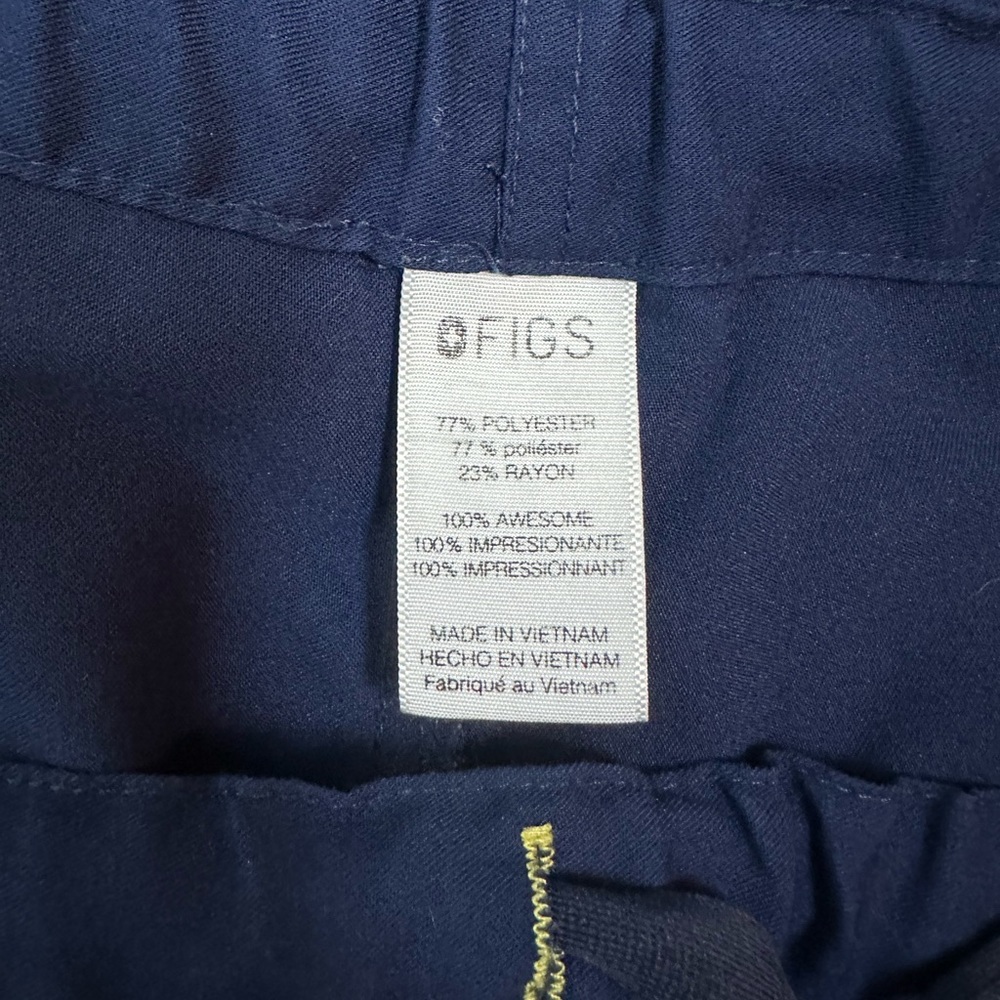 FIGS
77% POLYESTER
77 % poliéster
23% RAYON
100% AWESOME
100% IMPRESIONANTE
100% IMPRESSIONNANT
MADE IN VIETNAM
HECHO EN VIETNAM
Fabriqué au Vietnam